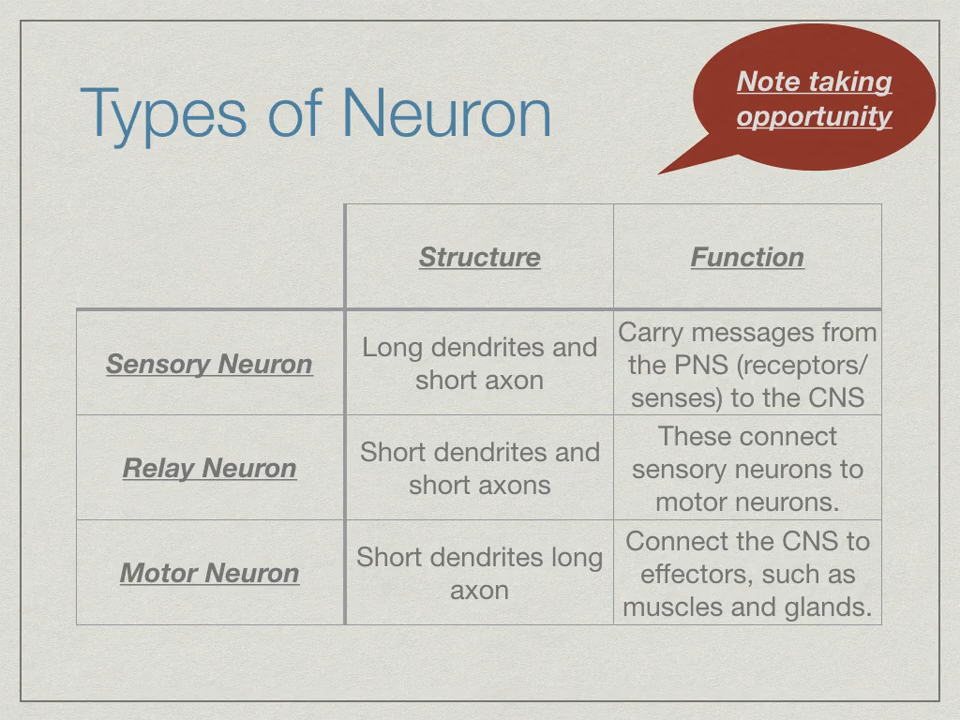 Note taking
opportunity
Types of Neuron
Structure
Function
Sensory Neuron
Long dendrites and
short axon
Carry messages from
the PNS (receptors/
senses) to the CNS
Relay Neuron
Short dendrites and
short axons
These connect
sensory neurons to
motor neurons.
Motor Neuron
Short dendrites long
axon
Connect the CNS to
effectors, such as
muscles and glands.